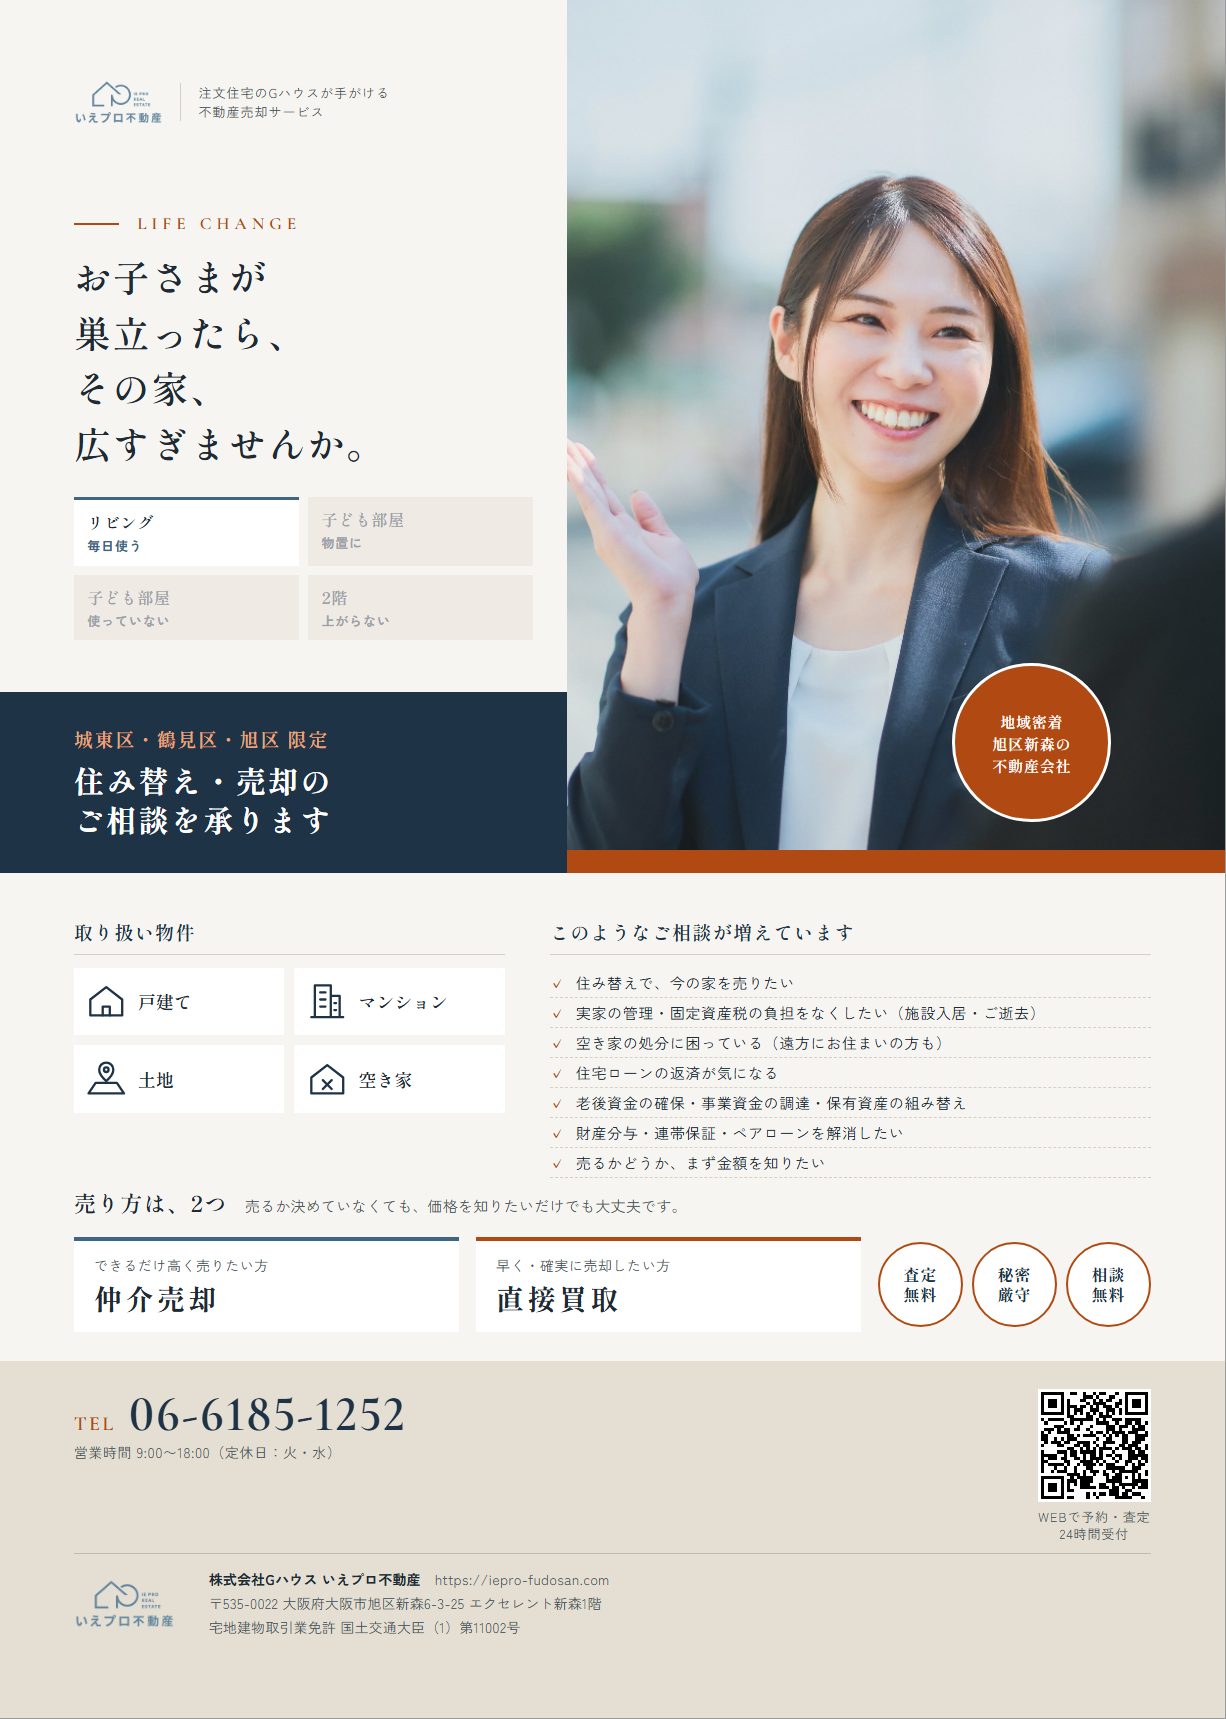 IE PRO
REAL
ESTATE
いえプロ不動産
注文住宅のGハウスが手がける
不動産売却サービス
LIFE CHANGE
お子さまが
巣立ったら、
その家、
広すぎませんか。
リビング
毎日使う
子ども部屋
物置に
子ども部屋
使っていない
2階
上がらない
地域密着
旭区新森の
不動産会社
城東区・鶴見区・旭区 限定
住み替え・売却の
ご相談を承ります
取り扱い物件
戸建て
マンション
土地
空き家
このようなご相談が増えています
住み替えで、今の家を売りたい
実家の管理・固定資産税の負担をなくしたい（施設入居・ご逝去）
空き家の処分に困っている（遠方にお住まいの方も）
住宅ローンの返済が気になる
老後資金の確保・事業資金の調達・保有資産の組み替え
財産分与・連帯保証・ペアローンを解消したい
売るかどうか、まず金額を知りたい
売り方は、2つ 売るか決めていなくても、価格を知りたいだけでも大丈夫です。
できるだけ高く売りたい方
仲介売却
早く・確実に売却したい方
直接買取
査定
無料
秘密
厳守
相談
無料
TEL 06-6185-1252
営業時間 9:00〜18:00（定休日：火・水）
WEBで予約・査定
24時間受付
IE PRO
REAL
ESTATE
いえプロ不動産
株式会社Gハウス いえプロ不動産 https://iepro-fudosan.com
〒535-0022 大阪府大阪市旭区新森6-3-25 エクセレント新森1階
宅地建物取引業免許 国土交通大臣（1）第11002号